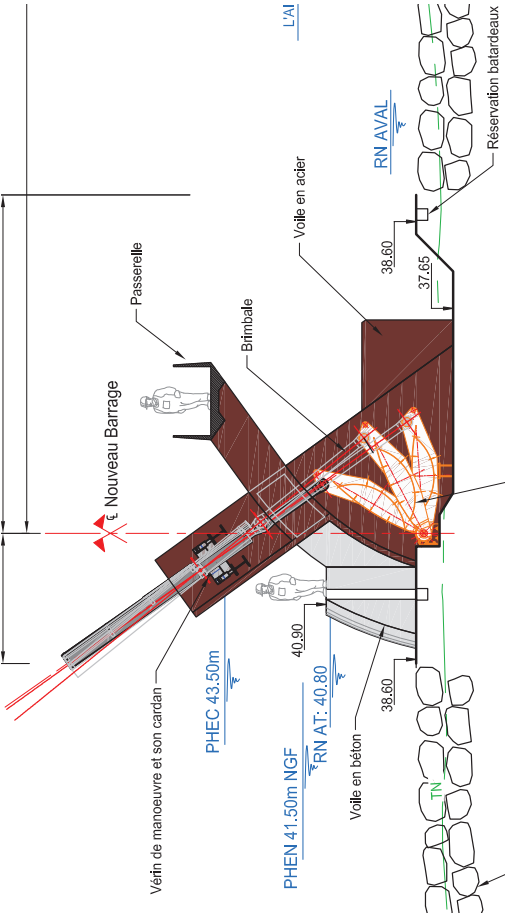 L'AI
RN AVAL
Réservation batardeaux
Voile en acier
38.60
37.65
Passerelle
Brimbale
℄ Nouveau Barrage
40.90
PHEC 43.50m
Vérin de manoeuvre et son cardan
RN AT: 40.80
PHEN 41.50m NGF
38.60
Voile en béton
TN